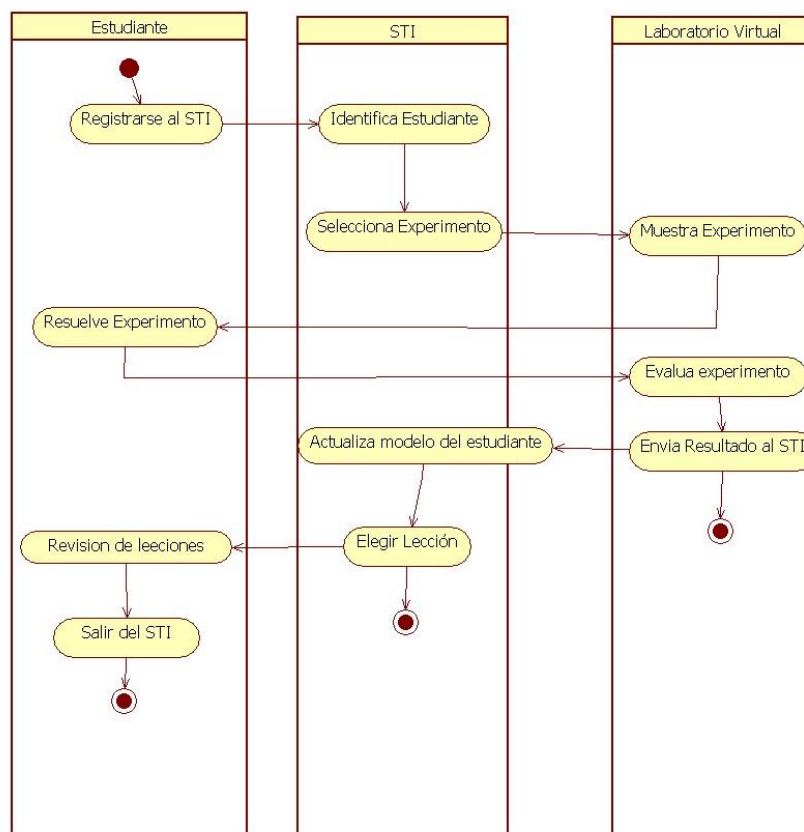 Estudiante
STI
Laboratorio Virtual
Registrarse al STI
Identifica Estudiante
Selecciona Experimento
Muestra Experimento
Resuelve Experimento
Evalua experimento
Actualiza modelo del estudiante
Envia Resultado al STI
Revision de leeciones
Elegir Lección
Salir del STI